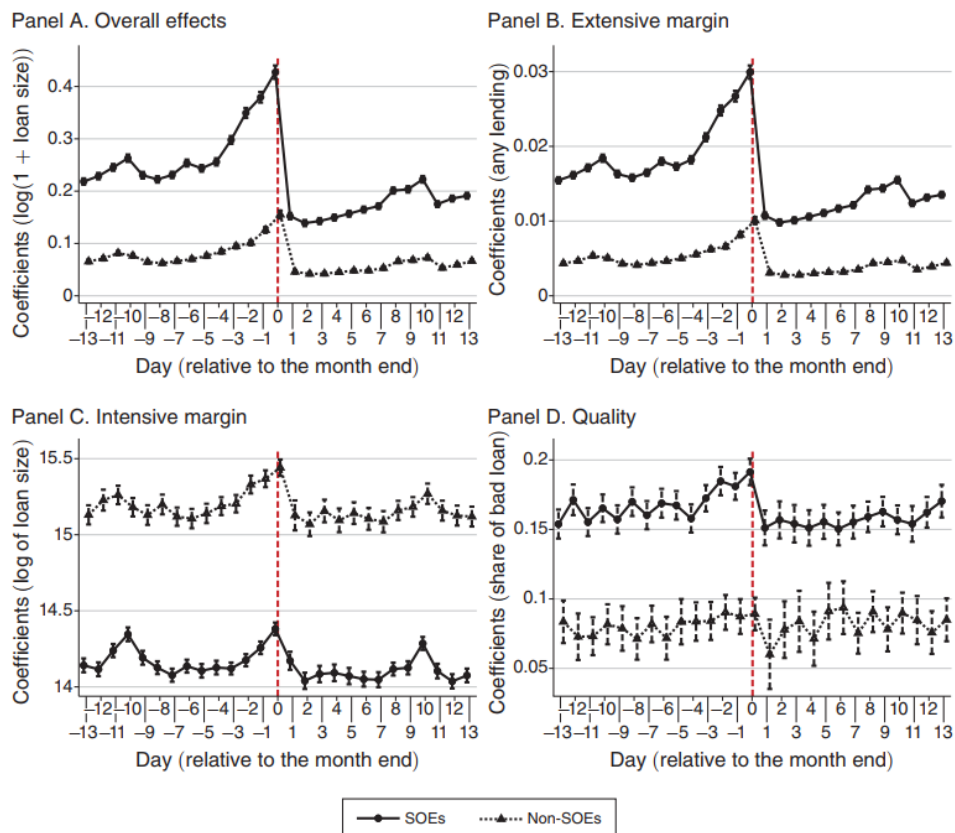 Panel A. Overall effects
Coefficients (log(1 + loan size))
0.4
0.3
0.2
0.1
0
–12 –10 –8 –6 –4 –2 0 2 4 6 8 10 12
–13 –11 –9 –7 –5 –3 –1 1 3 5 7 9 11 13
Day (relative to the month end)
Panel B. Extensive margin
Coefficients (any lending)
0.03
0.02
0.01
0
–12 –10 –8 –6 –4 –2 0 2 4 6 8 10 12
–13 –11 –9 –7 –5 –3 –1 1 3 5 7 9 11 13
Day (relative to the month end)
Panel C. Intensive margin
Coefficients (log of loan size)
15.5
15
14.5
14
–12 –10 –8 –6 –4 –2 0 2 4 6 8 10 12
–13 –11 –9 –7 –5 –3 –1 1 3 5 7 9 11 13
Day (relative to the month end)
Panel D. Quality
Coefficients (share of bad loan)
0.2
0.15
0.1
0.05
–12 –10 –8 –6 –4 –2 0 2 4 6 8 10 12
–13 –11 –9 –7 –5 –3 –1 1 3 5 7 9 11 13
Day (relative to the month end)
SOEs Non-SOEs